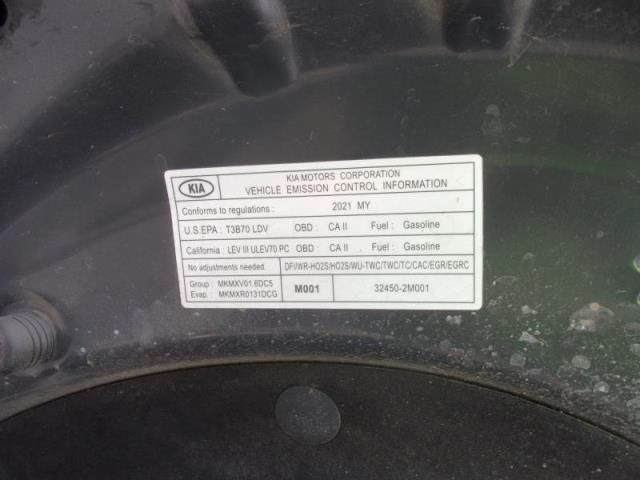 KIA
KIA MOTORS CORPORATION
VEHICLE EMISSION CONTROL INFORMATION
Conforms to regulations : 2021 MY
U.S.EPA : T3B70 LDV OBD : CA II Fuel : Gasoline
California : LEV III ULEV70 PC OBD : CA II Fuel : Gasoline
No adjustments needed. DFI/WR-HO2S/HO2S/WU-TWC/TWC/TC/CAC/EGR/EGRC
Group : MKMXV01.6DC5
Evap. : MKMXR0131DCG
M001 32450-2M001